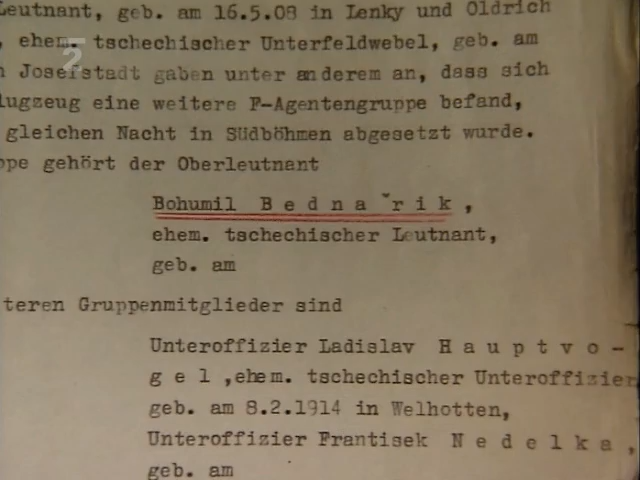 Leutnant, geb. am 16.5.08 in Lenky und Oldrich
, ehem. tschechischer Unterfeldwebel, geb. am
n Josefstadt gaben unter anderem an, dass sich
lugzeug eine weitere F-Agentengruppe befand,
gleichen Nacht in Südböhmen abgesetzt wurde.
ppe gehört der Oberleutnant
Bohumil B e d n a ˇr i k ,
ehem. tschechischer Leutnant,
geb. am
teren Gruppenmitglieder sind
Unteroffizier Ladislav H a u p t v o -
g e l ,ehem. tschechischer Unteroffizier
geb. am 8.2.1914 in Welhotten,
Unteroffizier Frantisek N e d e l k a ,
geb. am
2